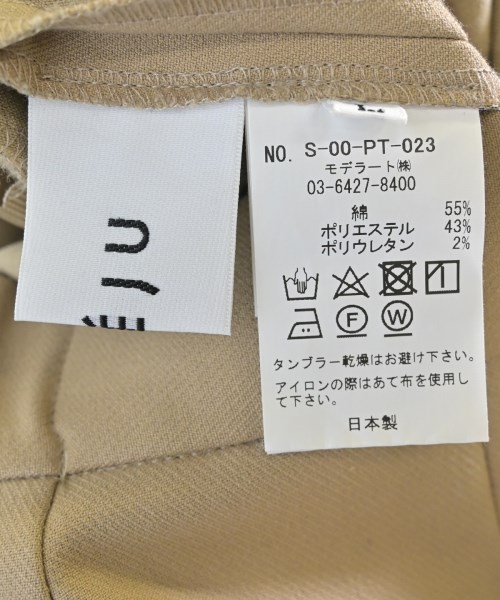 NO. S-00-PT-023
モデラート㈱
03-6427-8400
綿 55%
ポリエステル 43%
ポリウレタン 2%
F W
タンブラー乾燥はお避け下さい。
アイロンの際はあて布を使用し
て下さい。
日本製